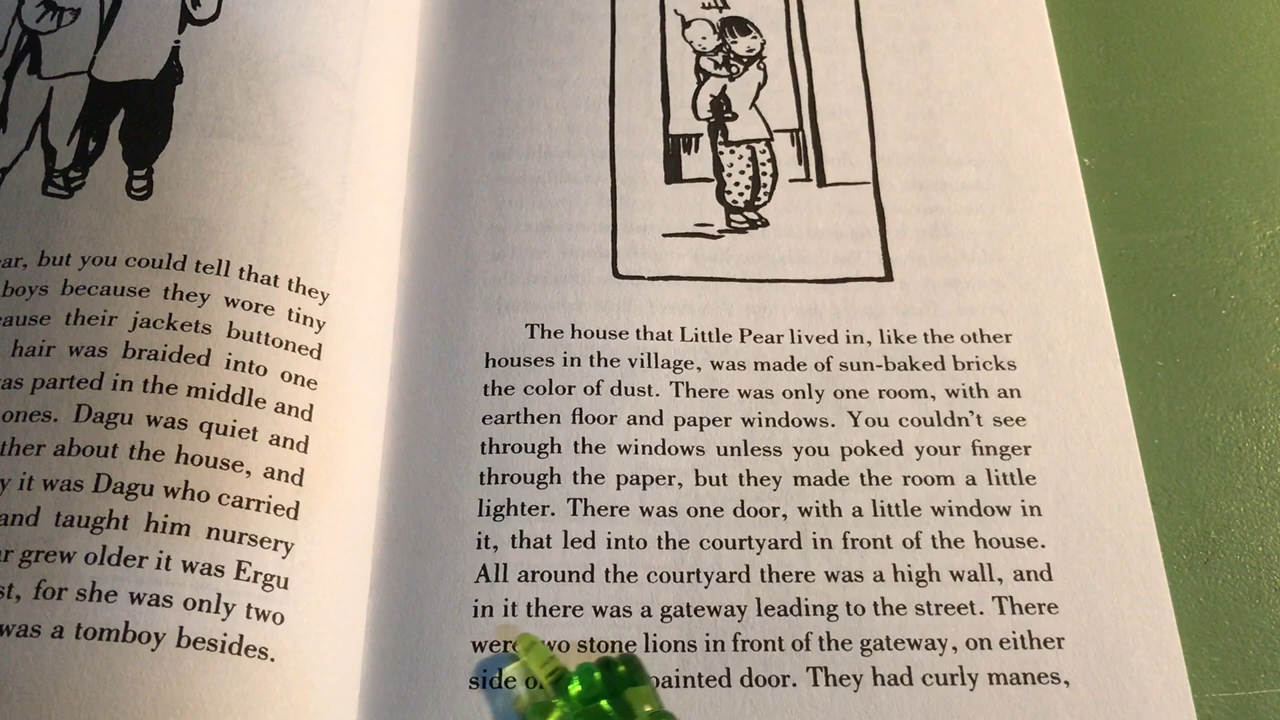 ar, but you could tell that they
boys because they wore tiny
ause their jackets buttoned
hair was braided into one
as parted in the middle and
ones. Dagu was quiet and
ther about the house, and
y it was Dagu who carried
and taught him nursery
r grew older it was Ergu
st, for she was only two
was a tomboy besides.
The house that Little Pear lived in, like the other
houses in the village, was made of sun-baked bricks
the color of dust. There was only one room, with an
earthen floor and paper windows. You couldn't see
through the windows unless you poked your finger
through the paper, but they made the room a little
lighter. There was one door, with a little window in
it, that led into the courtyard in front of the house.
All around the courtyard there was a high wall, and
in it there was a gateway leading to the street. There
were two stone lions in front of the gateway, on either
side painted door. They had curly manes,